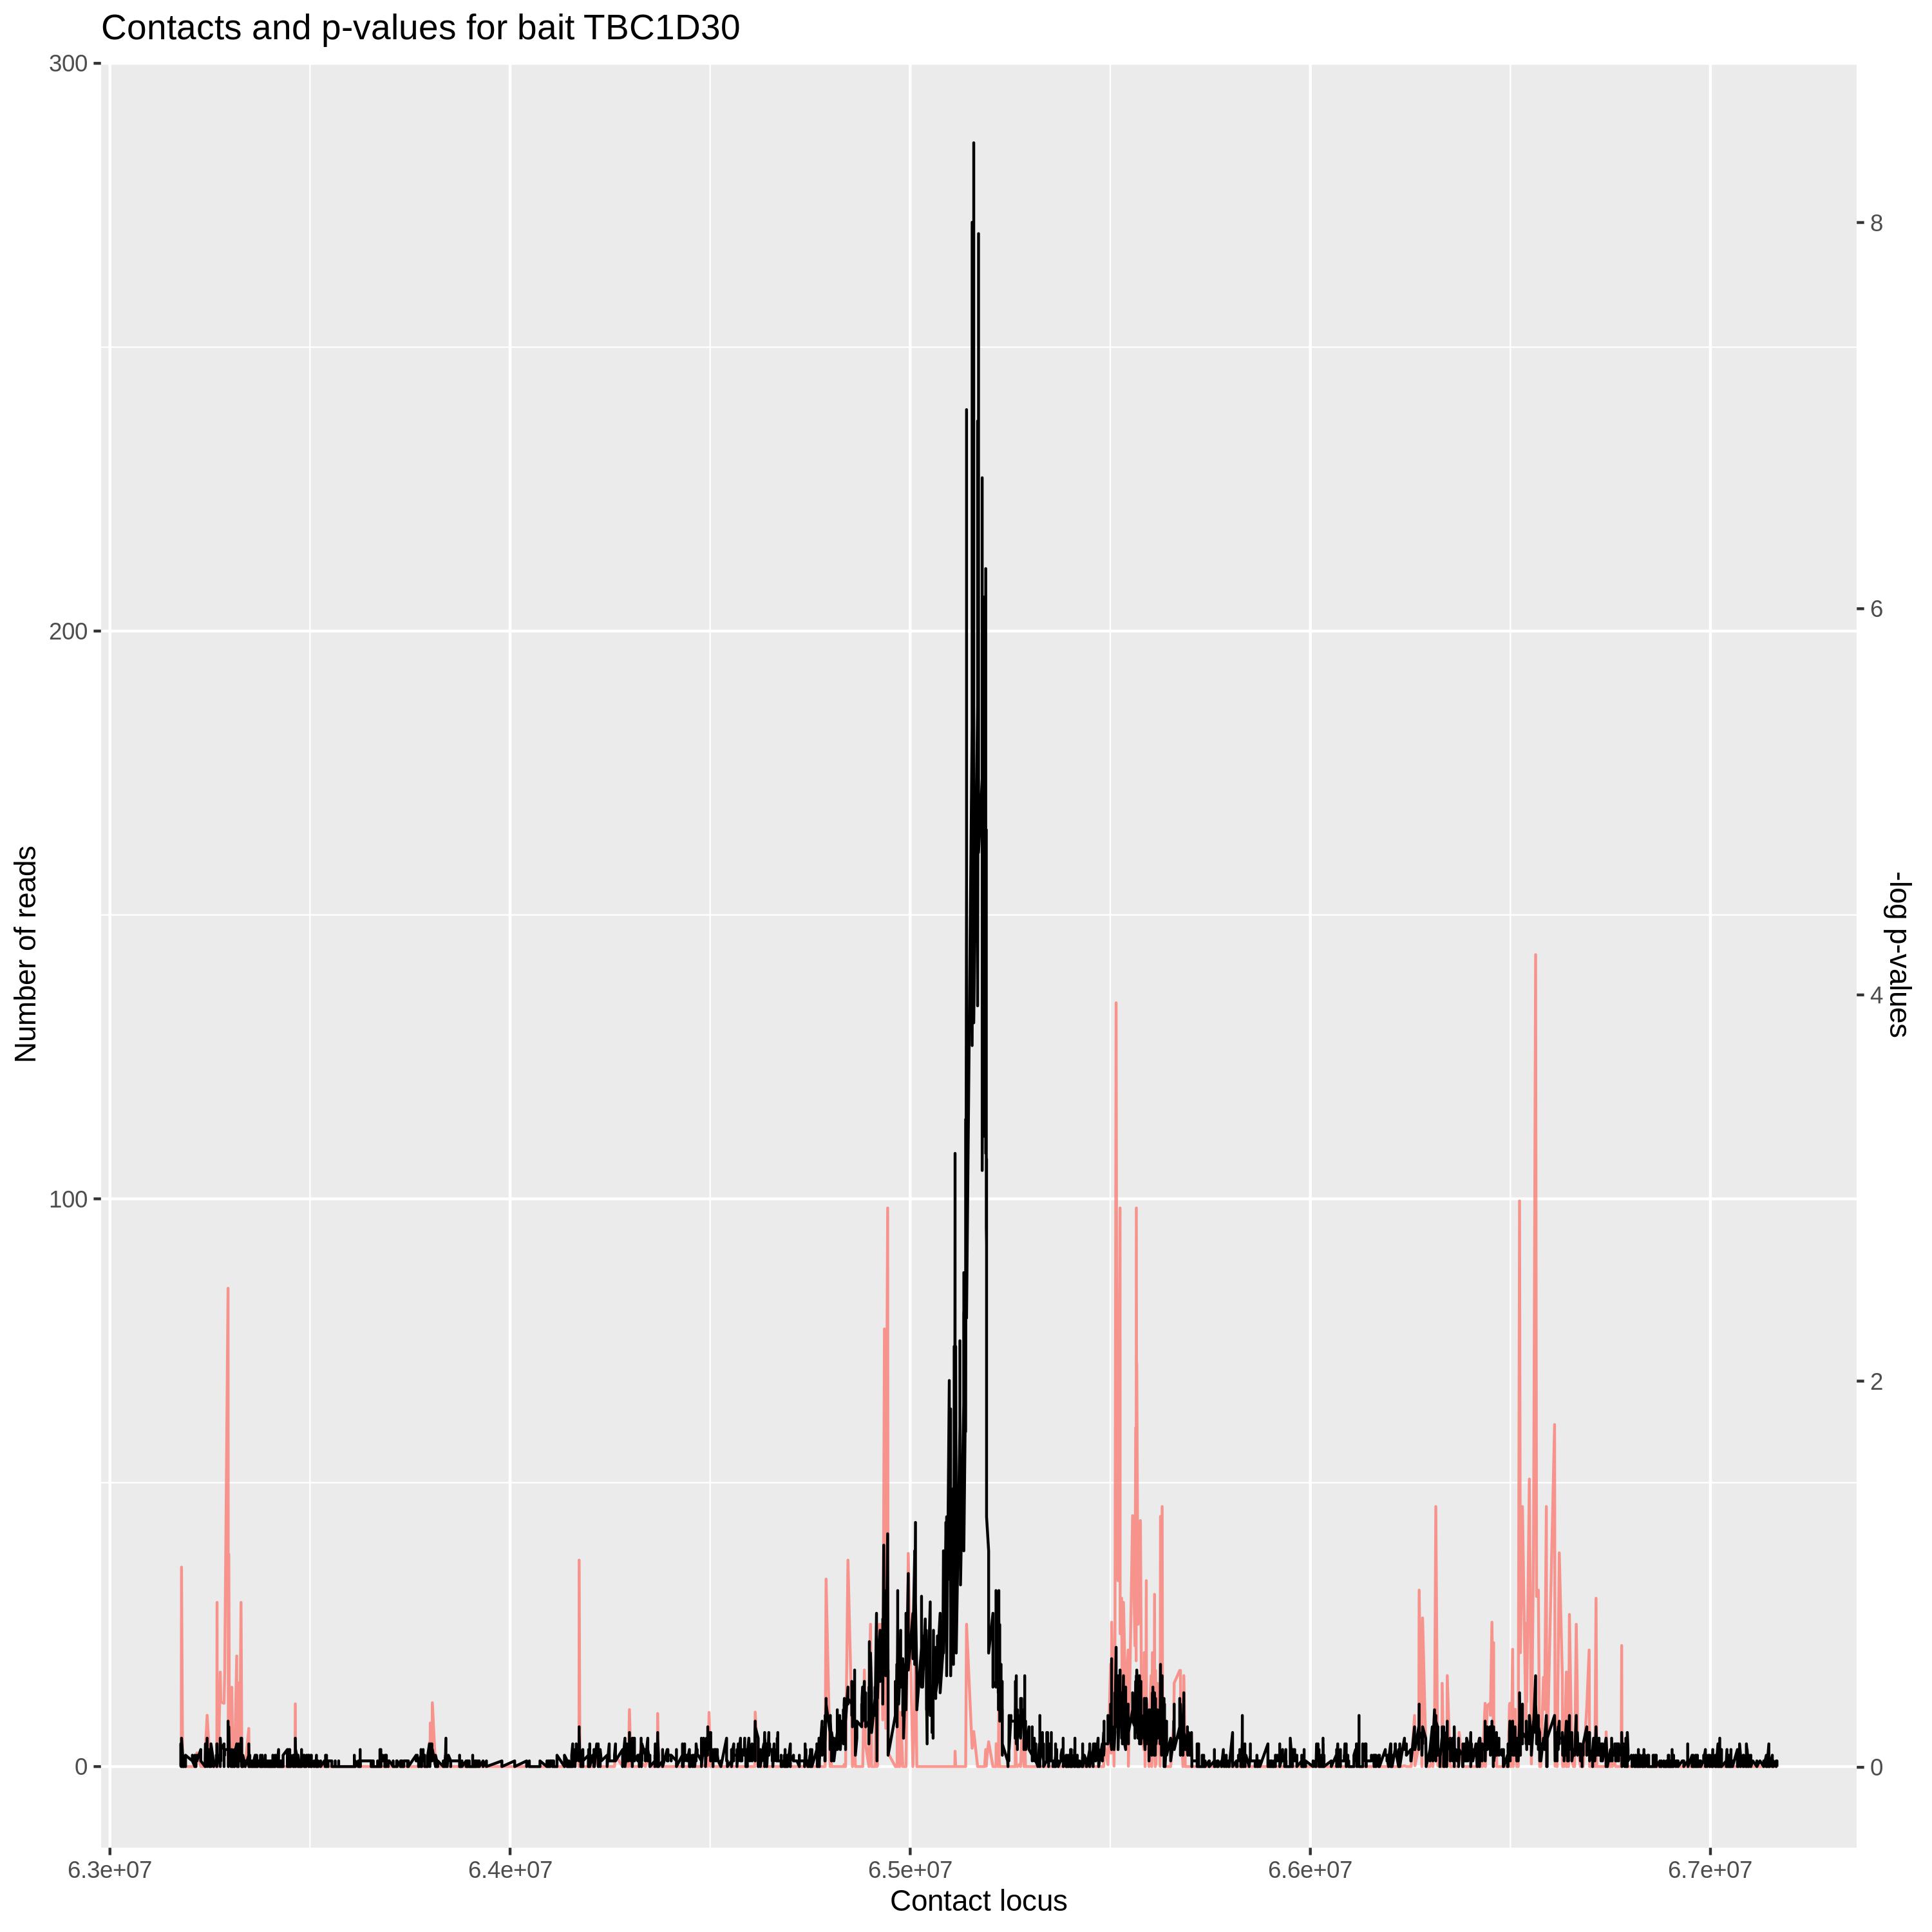 Contacts and p-values for bait TBC1D30
300
200
100
0
Number of reads
8
6
4
2
0
-log p-values
6.3e+07
6.4e+07
6.5e+07
6.6e+07
6.7e+07
Contact locus